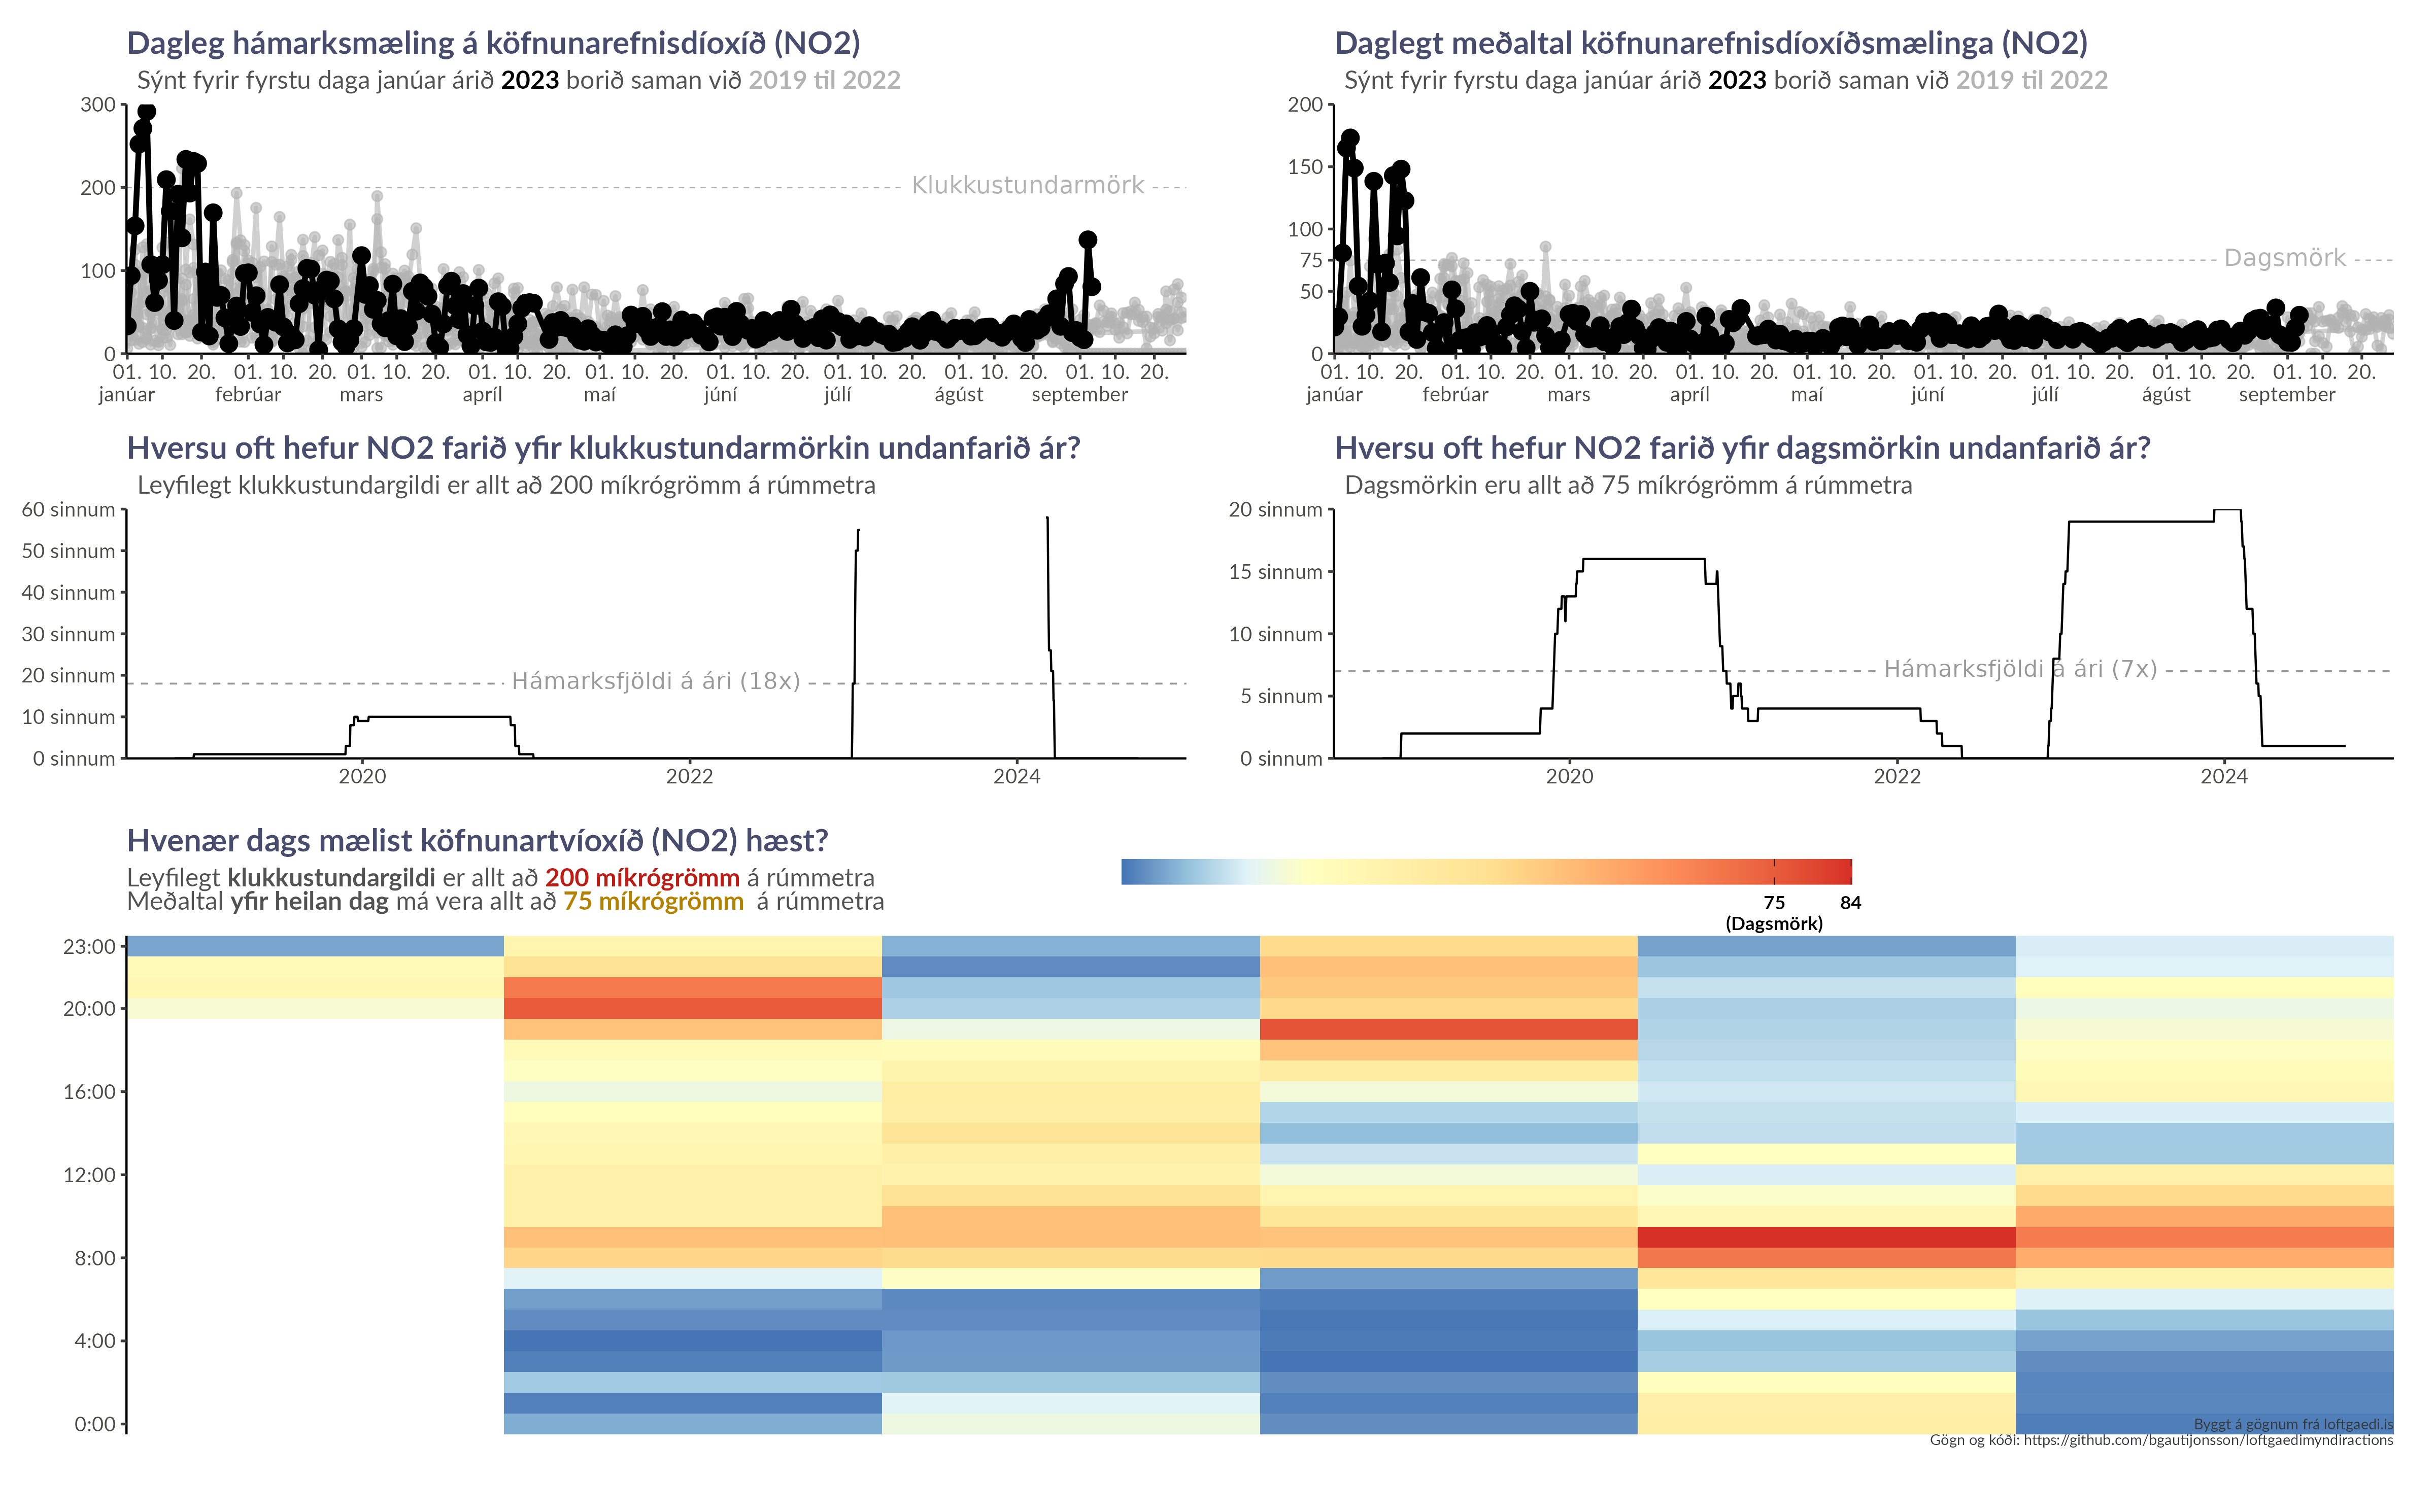 Dagleg hámarksmæling á köfnunarefnisdíoxíð (NO2)
Sýnt fyrir fyrstu daga janúar árið 2023 borið saman við 2019 til 2022
300
200
100
0
Klukkustundarmörk
01. 10. 20. 01. 10. 20. 01. 10. 20. 01. 10. 20. 01. 10. 20. 01. 10. 20. 01. 10. 20. 01. 10. 20. 01. 10. 20.
janúar febrúar mars apríl maí júní júlí ágúst september
Daglegt meðaltal köfnunarefnisdíoxíðsmælinga (NO2)
Sýnt fyrir fyrstu daga janúar árið 2023 borið saman við 2019 til 2022
200
150
100
75
50
0
Dagsmörk
01. 10. 20. 01. 10. 20. 01. 10. 20. 01. 10. 20. 01. 10. 20. 01. 10. 20. 01. 10. 20. 01. 10. 20. 01. 10. 20.
janúar febrúar mars apríl maí júní júlí ágúst september
Hversu oft hefur NO2 farið yfir klukkustundarmörkin undanfarið ár?
Leyfilegt klukkustundargildi er allt að 200 míkrógrömm á rúmmetra
60 sinnum
50 sinnum
40 sinnum
30 sinnum
20 sinnum
10 sinnum
0 sinnum
Hámarksfjöldi á ári (18x)
2020 2022 2024
Hversu oft hefur NO2 farið yfir dagsmörkin undanfarið ár?
Dagsmörkin eru allt að 75 míkrógrömm á rúmmetra
20 sinnum
15 sinnum
10 sinnum
5 sinnum
0 sinnum
Hámarksfjöldi á ári (7x)
2020 2022 2024
Hvenær dags mælist köfnunartvíoxíð (NO2) hæst?
Leyfilegt klukkustundargildi er allt að 200 míkrógrömm á rúmmetra
Meðaltal yfir heilan dag má vera allt að 75 míkrógrömm á rúmmetra
75 84
(Dagsmörk)
23:00
20:00
16:00
12:00
8:00
4:00
0:00
Byggt á gögnum frá loftgaedi.is
Gögn og kóði: https://github.com/bgautijonsson/loftgaedimyndiractions